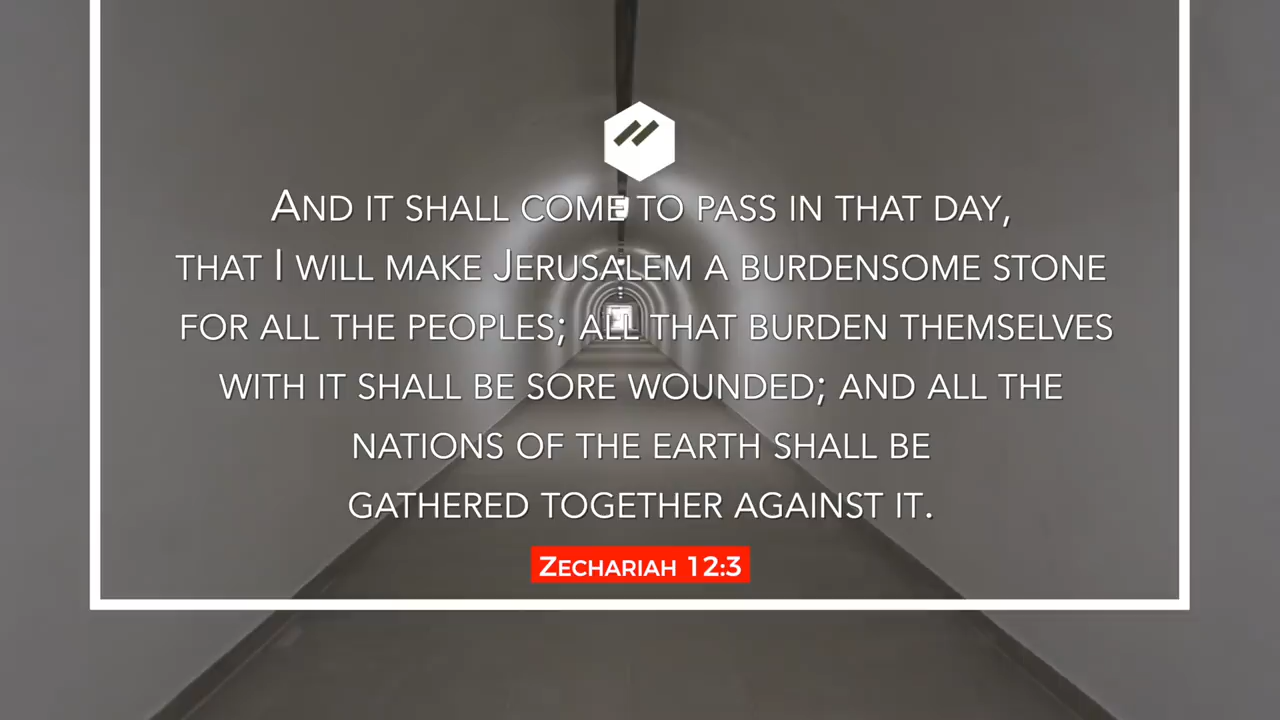 And it shall come to pass in that day,
that I will make Jerusalem a burdensome stone
for all the peoples; all that burden themselves
with it shall be sore wounded; and all the
nations of the earth shall be
gathered together against it.
Zechariah 12:3